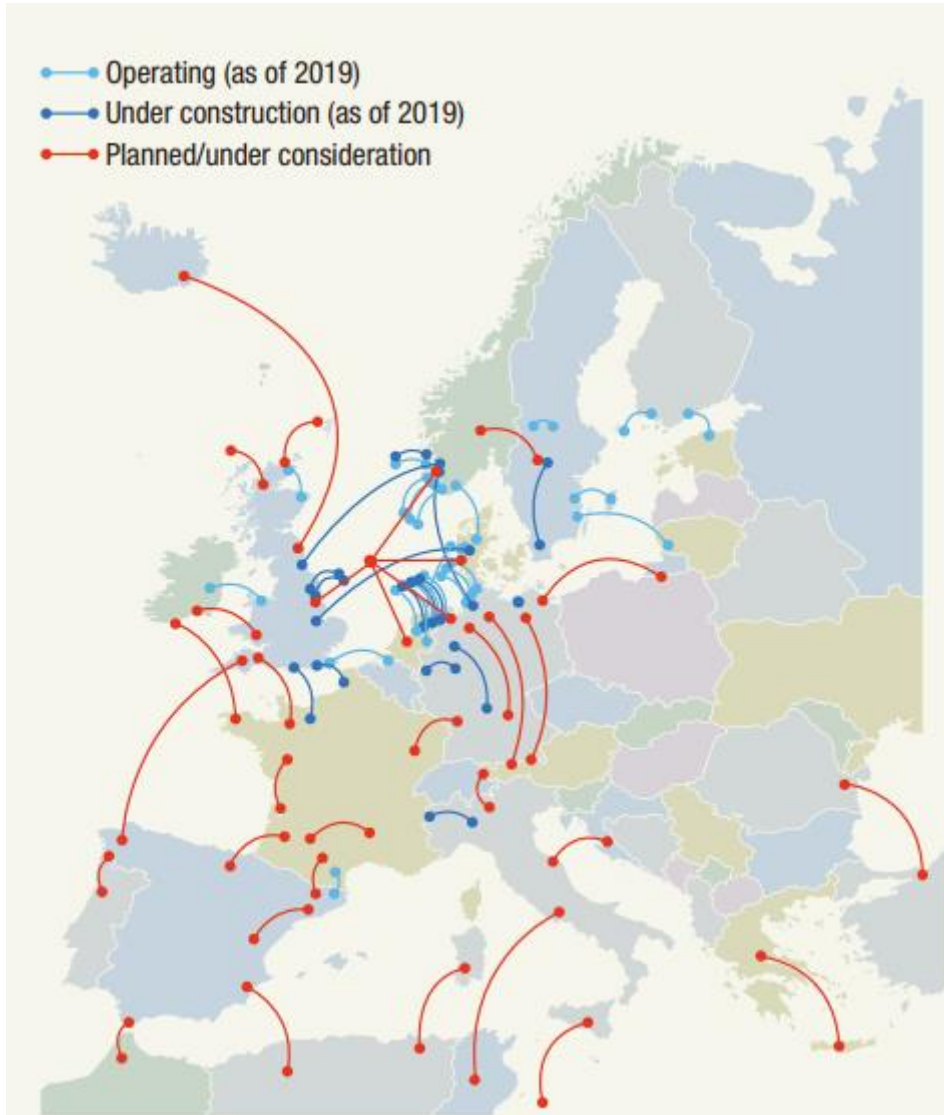 Operating (as of 2019)
Under construction (as of 2019)
Planned/under consideration